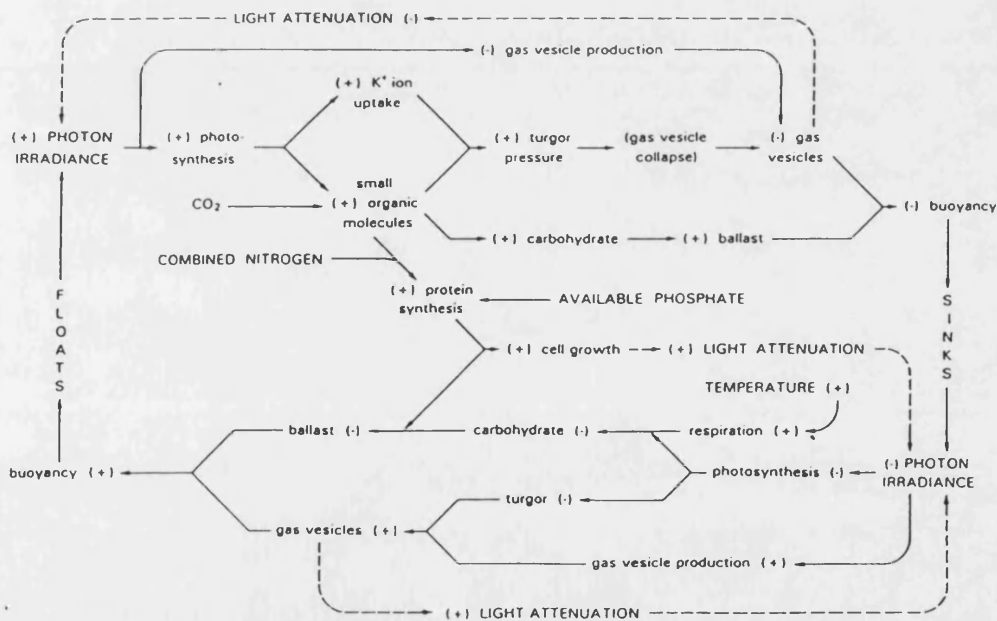 LIGHT ATTENUATION (-)
(-) gas vesicle production
(+) K+ ion
uptake
(+) PHOTON
IRRADIANCE
(+) photo-
synthesis
(+) turgor
pressure
(gas vesicle
collapse)
(-) gas
vesicles
CO₂
small
(+) organic
molecules
(-) buoyancy
(+) carbohydrate
(+) ballast
COMBINED NITROGEN
(+) protein
synthesis
AVAILABLE PHOSPHATE
FLOATS
SINKS
(+) cell growth
(+) LIGHT ATTENUATION
TEMPERATURE (+)
ballast (-)
carbohydrate (-)
respiration (+)
buoyancy (+)
photosynthesis (-)
(-) PHOTON
IRRADIANCE
turgor (-)
gas vesicles (+)
gas vesicle production (+)
(+) LIGHT ATTENUATION